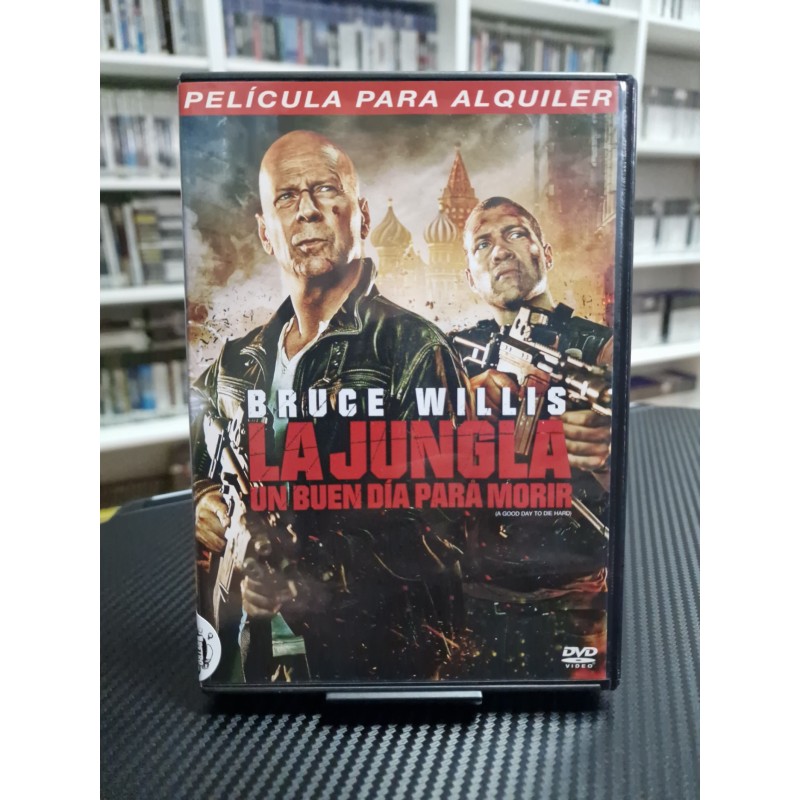 PELÍCULA PARA ALQUILER
BRUCE WILLIS
LA JUNGLA
UN BUEN DÍA PARA MORIR
(A GOOD DAY TO DIE HARD)
DVD
VIDEO